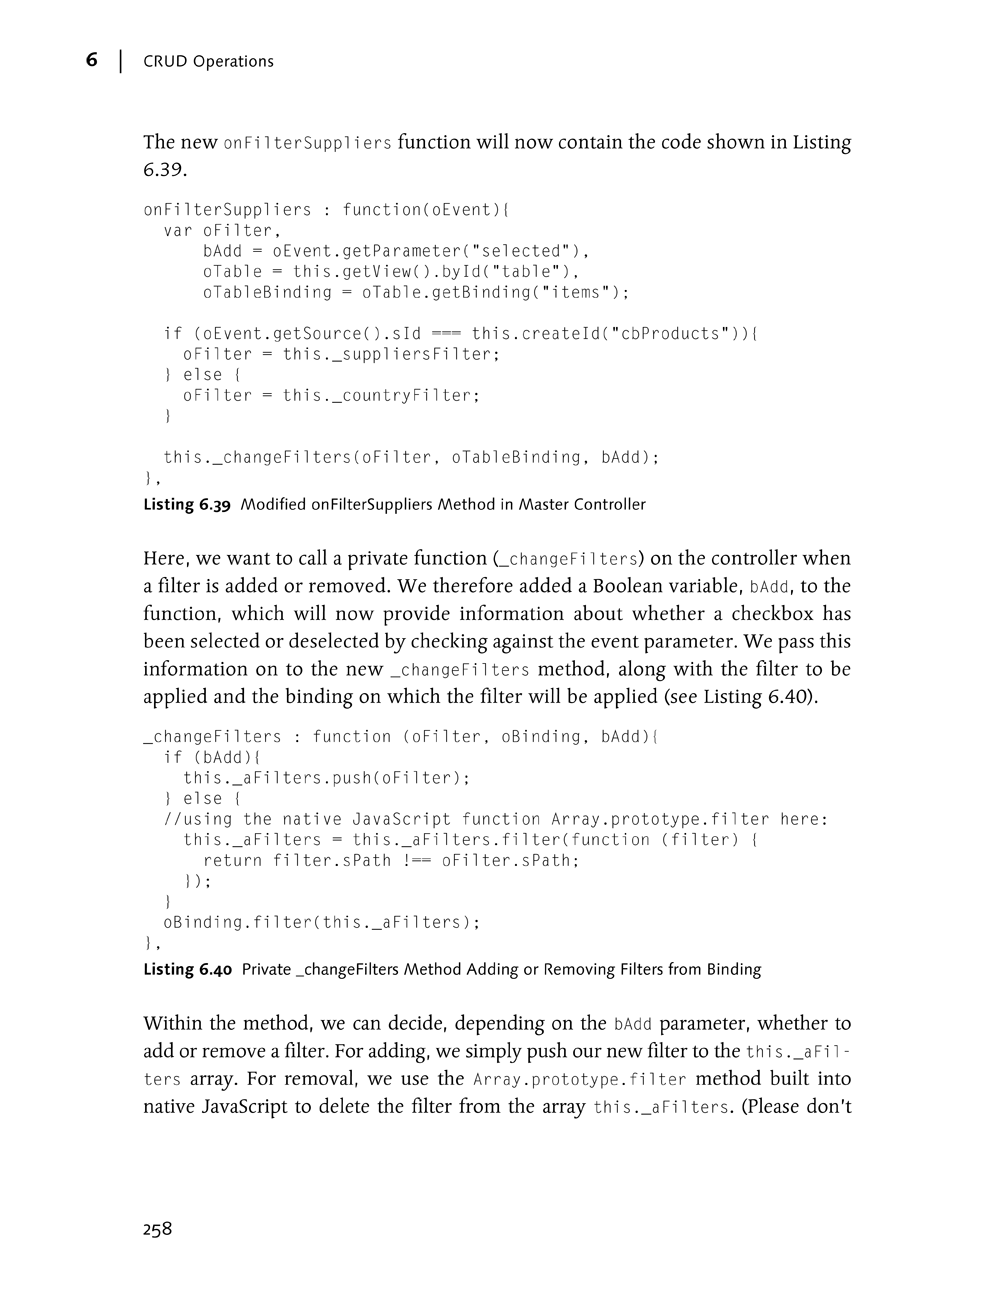 6 | CRUD Operations
The new onFilterSuppliers function will now contain the code shown in Listing
6.39.
onFilterSuppliers : function(oEvent){
  var oFilter,
      bAdd = oEvent.getParameter("selected"),
      oTable = this.getView().byId("table"),
      oTableBinding = oTable.getBinding("items");

  if (oEvent.getSource().sId === this.createId("cbProducts")){
    oFilter = this._suppliersFilter;
  } else {
    oFilter = this._countryFilter;
  }

  this._changeFilters(oFilter, oTableBinding, bAdd);
},
Listing 6.39 Modified onFilterSuppliers Method in Master Controller
Here, we want to call a private function (_changeFilters) on the controller when
a filter is added or removed. We therefore added a Boolean variable, bAdd, to the
function, which will now provide information about whether a checkbox has
been selected or deselected by checking against the event parameter. We pass this
information on to the new _changeFilters method, along with the filter to be
applied and the binding on which the filter will be applied (see Listing 6.40).
_changeFilters : function (oFilter, oBinding, bAdd){
  if (bAdd){
    this._aFilters.push(oFilter);
  } else {
  //using the native JavaScript function Array.prototype.filter here:
    this._aFilters = this._aFilters.filter(function (filter) {
      return filter.sPath !== oFilter.sPath;
    });
  }
  oBinding.filter(this._aFilters);
},
Listing 6.40 Private _changeFilters Method Adding or Removing Filters from Binding
Within the method, we can decide, depending on the bAdd parameter, whether to
add or remove a filter. For adding, we simply push our new filter to the this._aFil-
ters array. For removal, we use the Array.prototype.filter method built into
native JavaScript to delete the filter from the array this._aFilters. (Please don't
258